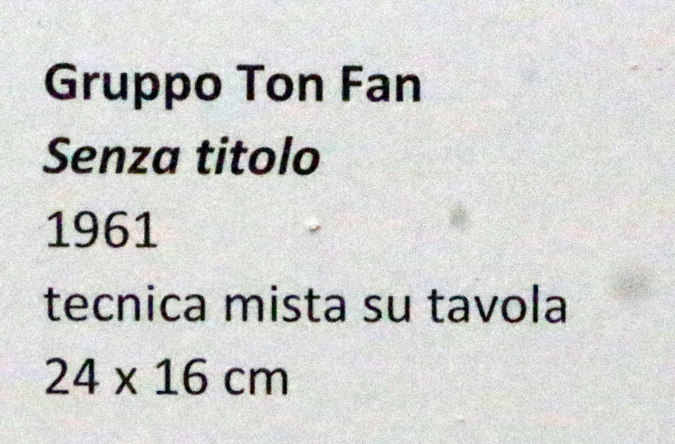 Gruppo Ton Fan
Senza titolo
1961
tecnica mista su tavola
24 x 16 cm